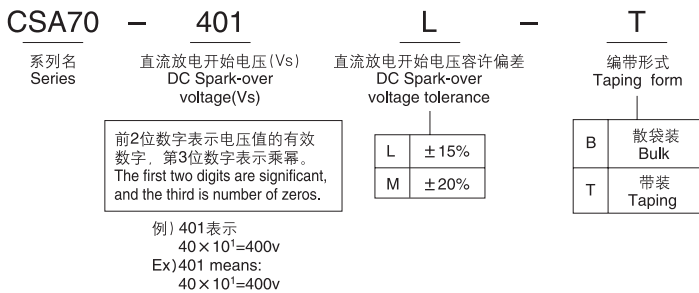 CSA70 – 401 L – T
系列名
Series
直流放电开始电压(Vs)
DC Spark-over
voltage(Vs)
直流放电开始电压容许偏差
DC Spark-over
voltage tolerance
编带形式
Taping form
前2位数字表示电压值的有效
数字，第3位数字表示乘幂。
The first two digits are significant,
and the third is number of zeros.
L ±15%
M ±20%
B 散袋装
Bulk
T 带装
Taping
例) 401表示
40×10¹=400v
Ex)401 means:
40×10¹=400v